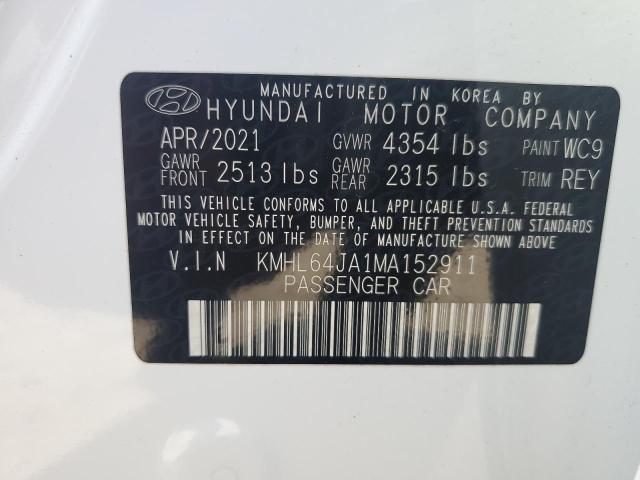 MANUFACTURED IN KOREA BY
HYUNDAI MOTOR COMPANY
APR/2021 GVWR 4354 lbs PAINT WC9
GAWR FRONT 2513 lbs GAWR REAR 2315 lbs TRIM REY
THIS VEHICLE CONFORMS TO ALL APPLICABLE U.S.A. FEDERAL
MOTOR VEHICLE SAFETY, BUMPER, AND THEFT PREVENTION STANDARDS
IN EFFECT ON THE DATE OF MANUFACTURE SHOWN ABOVE
V.I.N KMHL64JA1MA152911
PASSENGER CAR